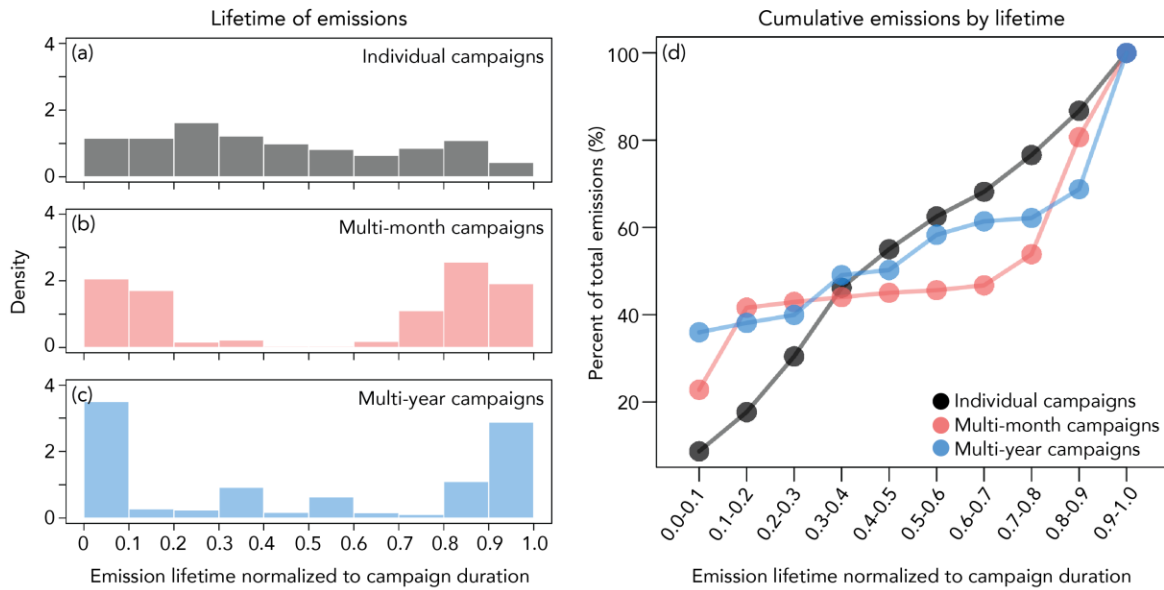 Lifetime of emissions
(a)
Individual campaigns
4
2
0
(b)
Multi-month campaigns
4
2
0
(c)
Multi-year campaigns
4
2
0
Density
0 0.1 0.2 0.3 0.4 0.5 0.6 0.7 0.8 0.9 1.0
Emission lifetime normalized to campaign duration
Cumulative emissions by lifetime
(d)
100
80
60
40
20
Percent of total emissions (%)
Individual campaigns
Multi-month campaigns
Multi-year campaigns
0.0-0.1
0.1-0.2
0.2-0.3
0.3-0.4
0.4-0.5
0.5-0.6
0.6-0.7
0.7-0.8
0.8-0.9
0.9-1.0
Emission lifetime normalized to campaign duration